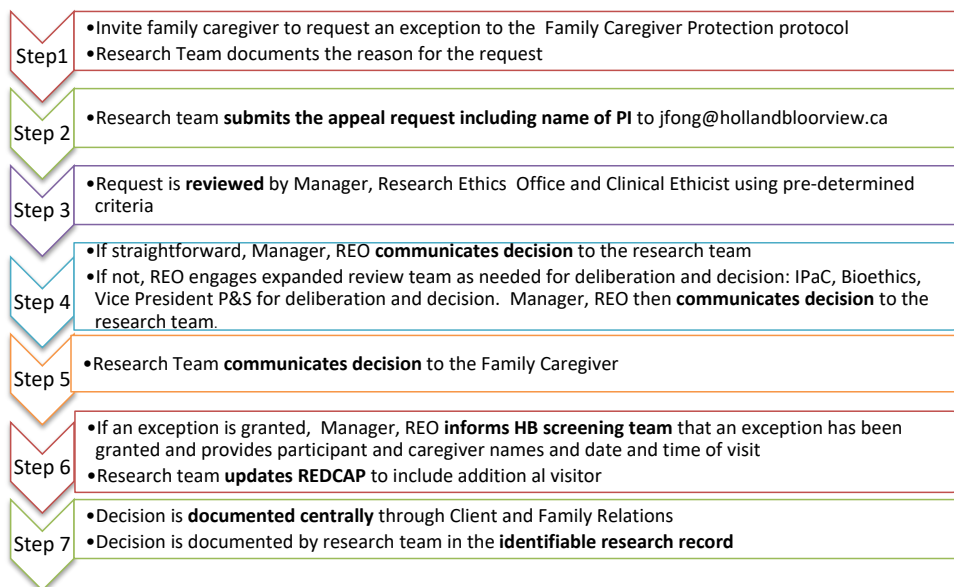 Step1
•Invite family caregiver to request an exception to the  Family Caregiver Protection protocol
•Research Team documents the reason for the request
Step 2
•Research team submits the appeal request including name of PI to jfong@hollandbloorview.ca
Step 3
•Request is reviewed by Manager, Research Ethics  Office and Clinical Ethicist using pre-determined
criteria
Step 4
•If straightforward, Manager, REO communicates decision to the research team
•If not, REO engages expanded review team as needed for deliberation and decision: IPaC, Bioethics,
Vice President P&S for deliberation and decision.  Manager, REO then communicates decision to the
research team.
Step 5
•Research Team communicates decision to the Family Caregiver
Step 6
•If an exception is granted,  Manager, REO informs HB screening team that an exception has been
granted and provides participant and caregiver names and date and time of visit
•Research team updates REDCAP to include addition al visitor
Step 7
•Decision is documented centrally through Client and Family Relations
•Decision is documented by research team in the identifiable research record